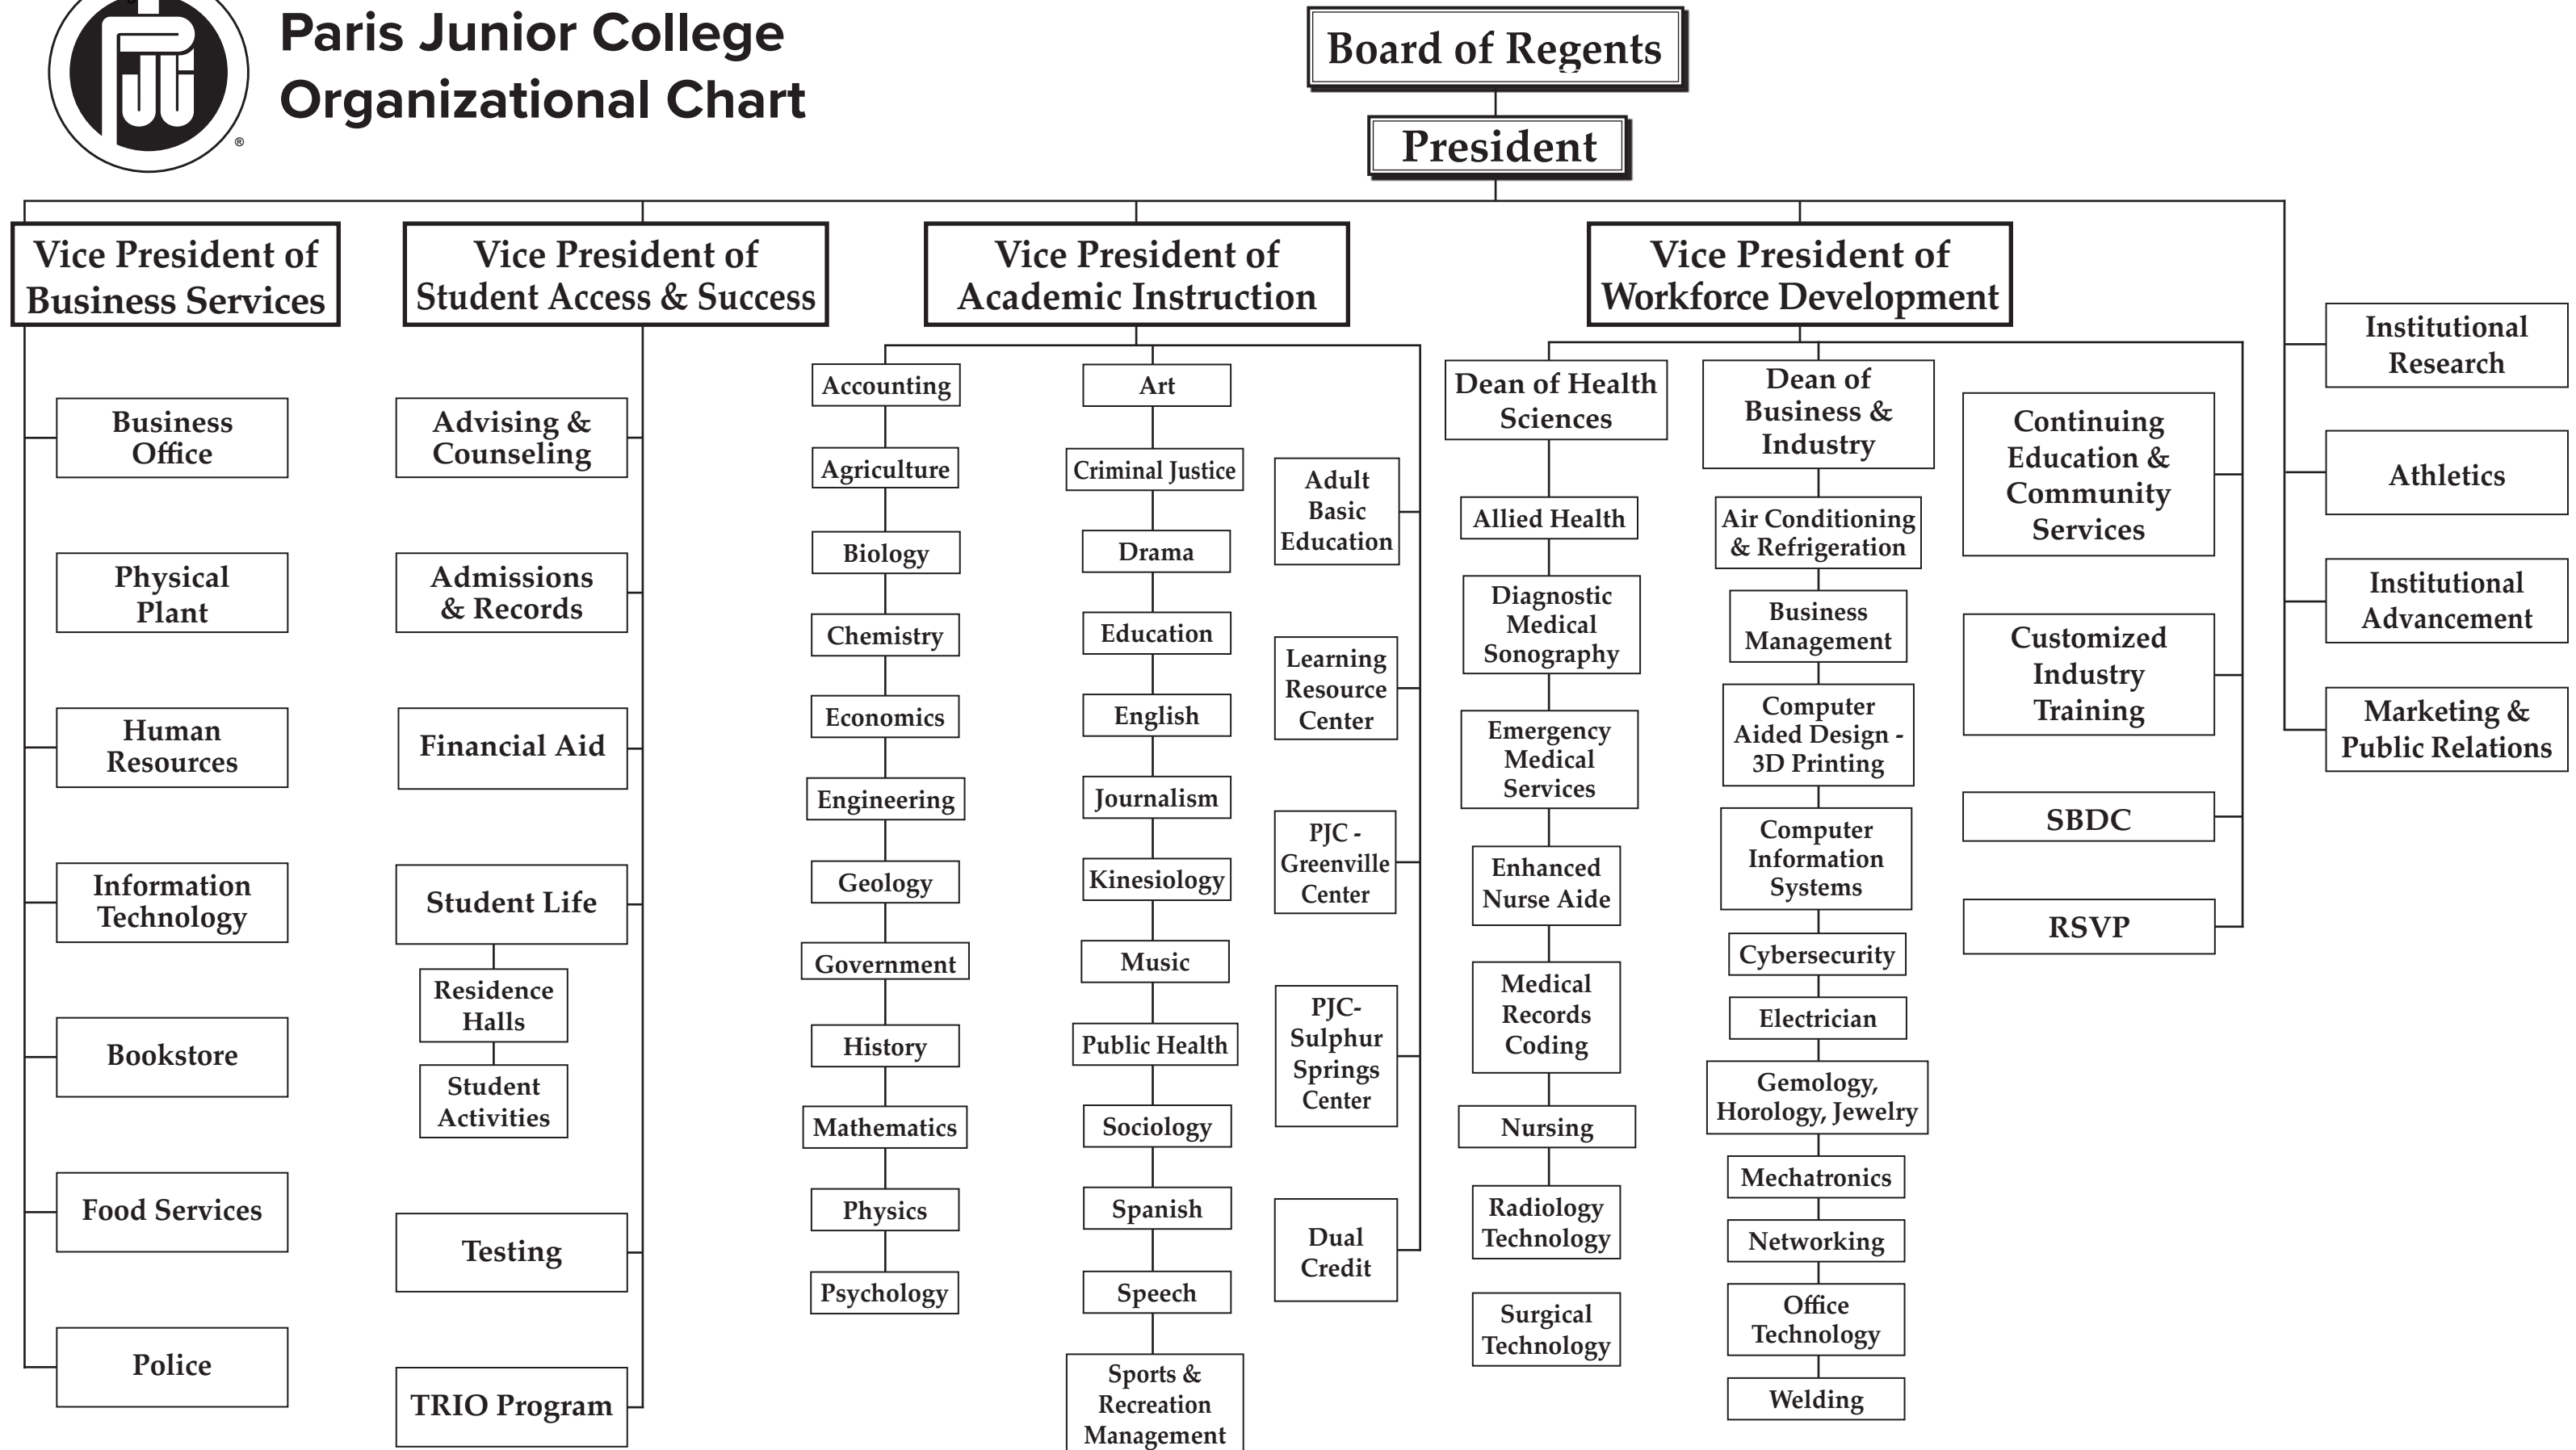 Paris Junior College
Organizational Chart
®
Board of Regents
President
Vice President of
Business Services
Business
Office
Physical
Plant
Human
Resources
Information
Technology
Bookstore
Food Services
Police
Vice President of
Student Access & Success
Advising &
Counseling
Admissions
& Records
Financial Aid
Student Life
Residence
Halls
Student
Activities
Testing
TRIO Program
Vice President of
Academic Instruction
Accounting
Agriculture
Biology
Chemistry
Economics
Engineering
Geology
Government
History
Mathematics
Physics
Psychology
Art
Criminal Justice
Drama
Education
English
Journalism
Kinesiology
Music
Public Health
Sociology
Spanish
Speech
Sports &
Recreation
Management
Adult
Basic
Education
Learning
Resource
Center
PJC -
Greenville
Center
PJC-
Sulphur
Springs
Center
Dual
Credit
Vice President of
Workforce Development
Dean of Health
Sciences
Allied Health
Diagnostic
Medical
Sonography
Emergency
Medical
Services
Enhanced
Nurse Aide
Medical
Records
Coding
Nursing
Radiology
Technology
Surgical
Technology
Dean of
Business &
Industry
Air Conditioning
& Refrigeration
Business
Management
Computer
Aided Design -
3D Printing
Computer
Information
Systems
Cybersecurity
Electrician
Gemology,
Horology, Jewelry
Mechatronics
Networking
Office
Technology
Welding
Continuing
Education &
Community
Services
Customized
Industry
Training
SBDC
RSVP
Institutional
Research
Athletics
Institutional
Advancement
Marketing &
Public Relations